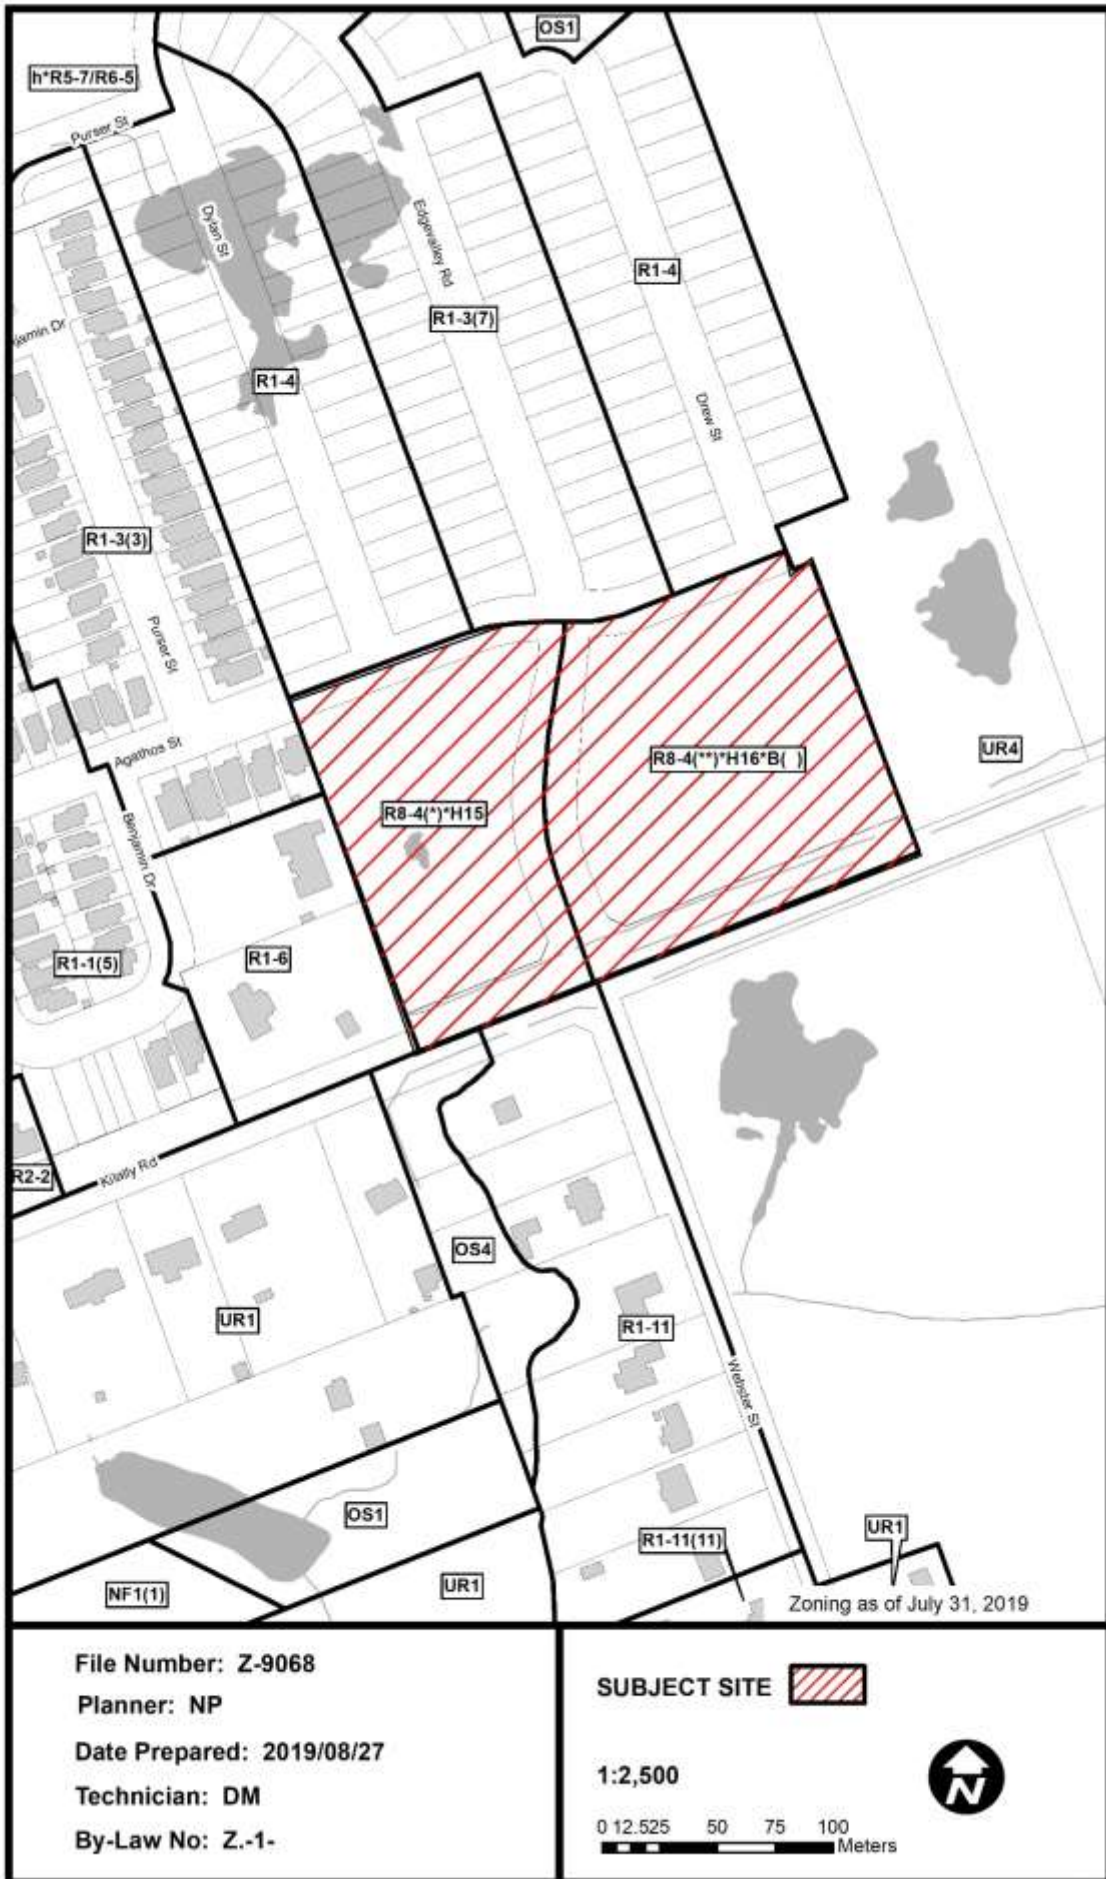 OS1
h*R5-7/R6-5
Purser St
Dylan St
Edgevalley Rd
R1-4
R1-3(7)
jamin Dr
R1-4
Drew St
R1-3(3)
Purser St
Agathos St
UR4
R8-4(**)*H16*B( )
R8-4(*)*H15
Benjamin Dr
R1-6
R1-1(5)
Kilally Rd
R2-2
OS4
UR1
R1-11
Webster St
OS1
UR1
R1-11(11)
UR1
NF1(1)
Zoning as of July 31, 2019
File Number: Z-9068
Planner: NP
Date Prepared: 2019/08/27
Technician: DM
By-Law No: Z.-1-
SUBJECT SITE
1:2,500
N
0 12.525 50 75 100
Meters